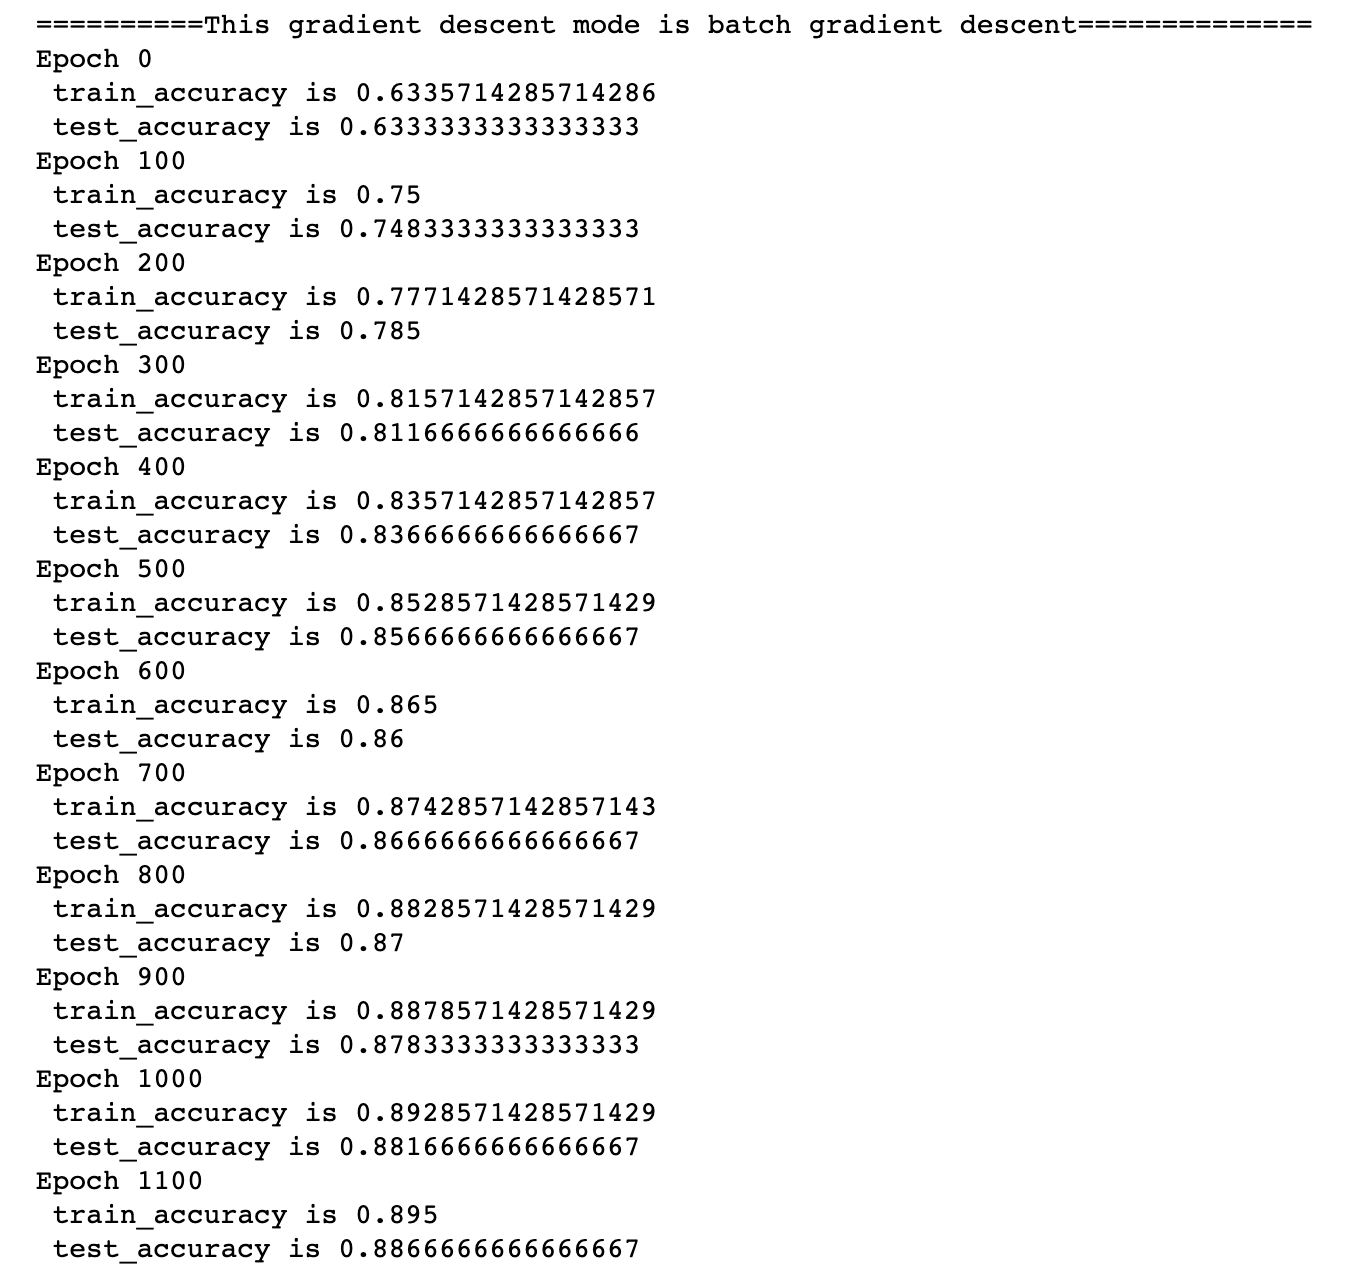 ==========This gradient descent mode is batch gradient descent==============
Epoch 0
 train_accuracy is 0.6335714285714286
 test_accuracy is 0.6333333333333333
Epoch 100
 train_accuracy is 0.75
 test_accuracy is 0.7483333333333333
Epoch 200
 train_accuracy is 0.7771428571428571
 test_accuracy is 0.785
Epoch 300
 train_accuracy is 0.8157142857142857
 test_accuracy is 0.8116666666666666
Epoch 400
 train_accuracy is 0.8357142857142857
 test_accuracy is 0.8366666666666667
Epoch 500
 train_accuracy is 0.8528571428571429
 test_accuracy is 0.8566666666666667
Epoch 600
 train_accuracy is 0.865
 test_accuracy is 0.86
Epoch 700
 train_accuracy is 0.8742857142857143
 test_accuracy is 0.8666666666666667
Epoch 800
 train_accuracy is 0.8828571428571429
 test_accuracy is 0.87
Epoch 900
 train_accuracy is 0.8878571428571429
 test_accuracy is 0.8783333333333333
Epoch 1000
 train_accuracy is 0.8928571428571429
 test_accuracy is 0.8816666666666667
Epoch 1100
 train_accuracy is 0.895
 test_accuracy is 0.8866666666666667